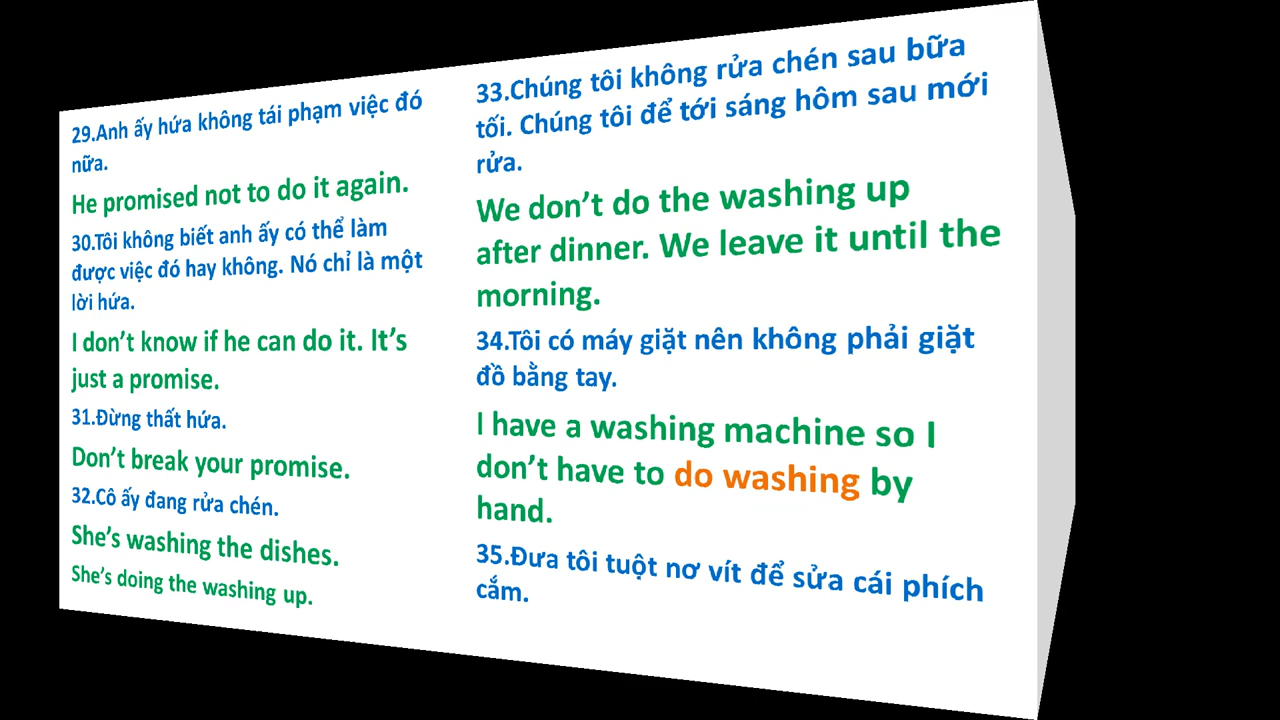 29.Anh ấy hứa không tái phạm việc đó
nữa.
He promised not to do it again.
30.Tôi không biết anh ấy có thể làm
được việc đó hay không. Nó chỉ là một
lời hứa.
I don’t know if he can do it. It’s
just a promise.
31.Đừng thất hứa.
Don’t break your promise.
32.Cô ấy đang rửa chén.
She’s washing the dishes.
She’s doing the washing up.
33.Chúng tôi không rửa chén sau bữa
tối. Chúng tôi để tới sáng hôm sau mới
rửa.
We don’t do the washing up
after dinner. We leave it until the
morning.
34.Tôi có máy giặt nên không phải giặt
đồ bằng tay.
I have a washing machine so I
don’t have to do washing by
hand.
35.Đưa tôi tuột nơ vít để sửa cái phích
cắm.